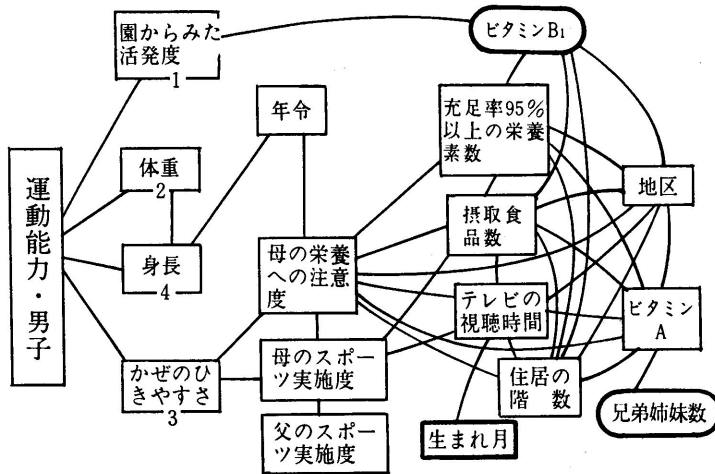 運動能力・男子
園からみた
活発度
1
体重
2
身長
4
かぜのひ
きやすさ
3
年令
母の栄養
への注意
度
母のスポー
ツ実施度
父のスポー
ツ実施度
ビタミンB₁
充足率95%
以上の栄養
素数
摂取食
品数
テレビの
視聴時間
住居の
階数
生まれ月
地区
ビタミン
A
兄弟姉妹数